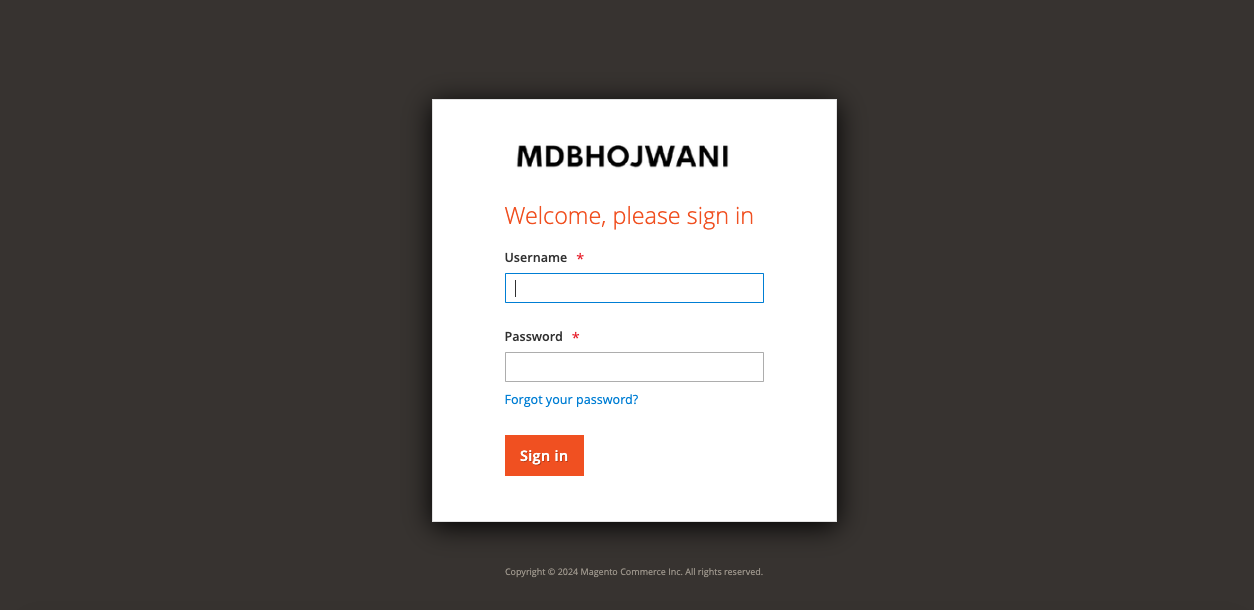 MDBHOJWANI
Welcome, please sign in
Username *
Password *
Forgot your password?
Sign in
Copyright © 2024 Magento Commerce Inc. All rights reserved.